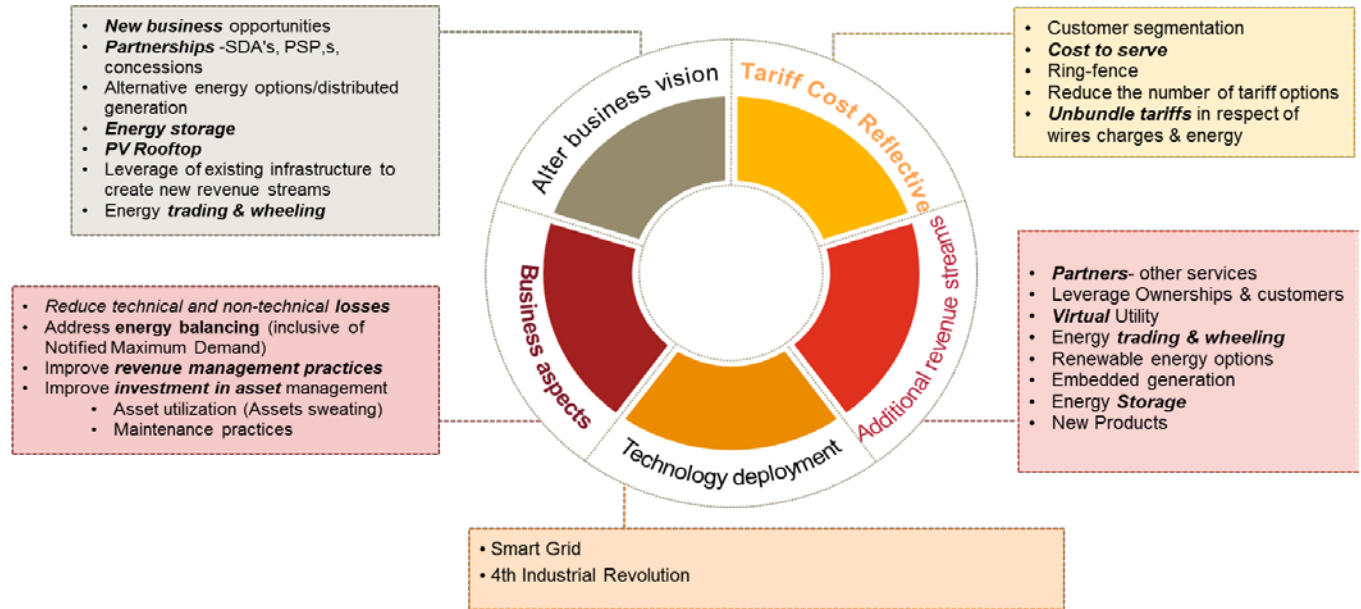 • New business opportunities
• Partnerships -SDA's, PSP,s,
concessions
• Alternative energy options/distributed
generation
• Energy storage
• PV Rooftop
• Leverage of existing infrastructure to
create new revenue streams
• Energy trading & wheeling
Alter business vision
Tariff Cost Reflective
• Customer segmentation
• Cost to serve
• Ring-fence
• Reduce the number of tariff options
• Unbundle tariffs in respect of
wires charges & energy
• Reduce technical and non-technical losses
• Address energy balancing (inclusive of
Notified Maximum Demand)
• Improve revenue management practices
• Improve investment in asset management
• Asset utilization (Assets sweating)
• Maintenance practices
Business aspects
Additional revenue streams
• Partners- other services
• Leverage Ownerships & customers
• Virtual Utility
• Energy trading & wheeling
• Renewable energy options
• Embedded generation
• Energy Storage
• New Products
Technology deployment
• Smart Grid
• 4th Industrial Revolution